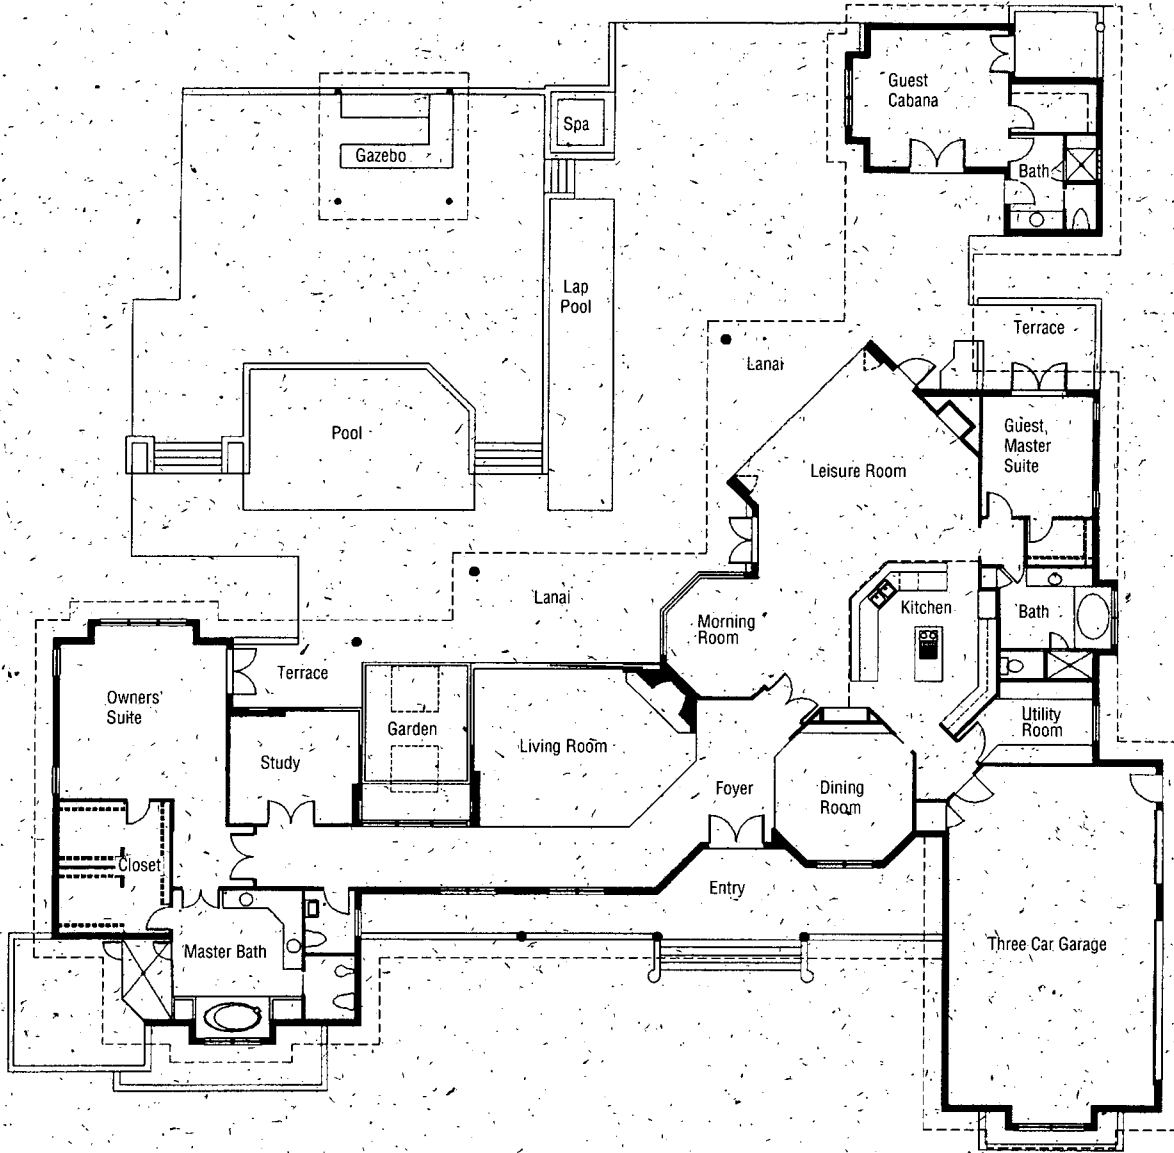 Guest
Cabana
Spa
Gazebo
Bath
Lap
Pool
Terrace
Lanai
Guest,
Master
Suite
Pool
Leisure Room
Lanai
Kitchen
Bath
Morning
Room
Terrace
Owners'
Suite
Garden
Living Room
Utility
Room
Study
Foyer
Dining
Room
Closet
Entry
Master Bath
Three Car Garage